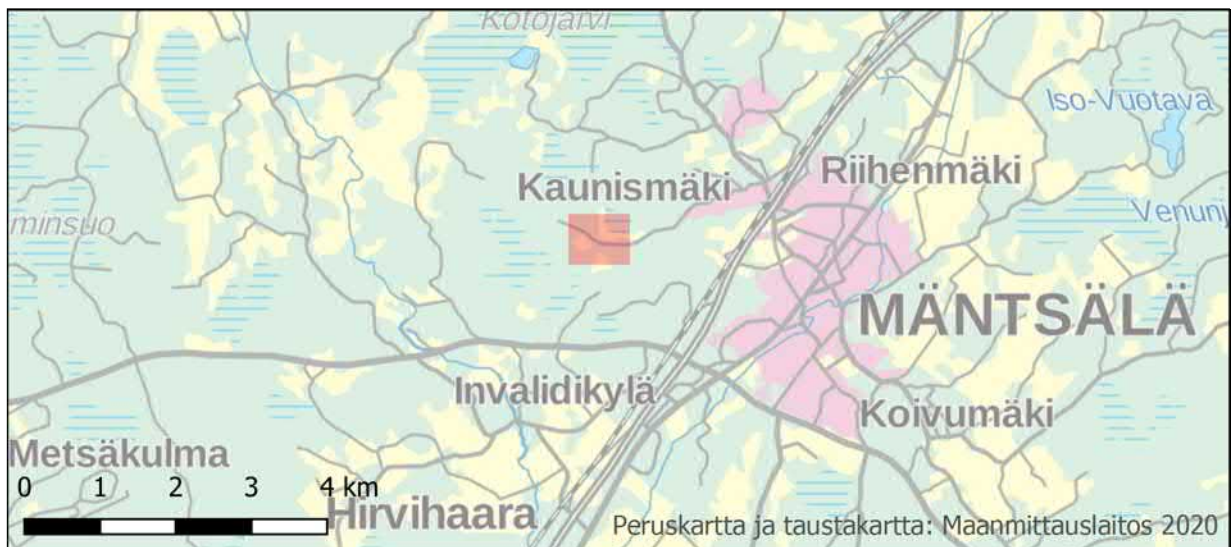 Kotojärvi
Iso-Vuotava
Kaunismäki
Riihenmäki
minsuo
Venunj
MÄNTSÄLÄ
Invalidikylä
Koivumäki
Metsäkulma
0 1 2 3 4 km
Hirvihaara
Peruskartta ja taustakartta: Maanmittauslaitos 2020